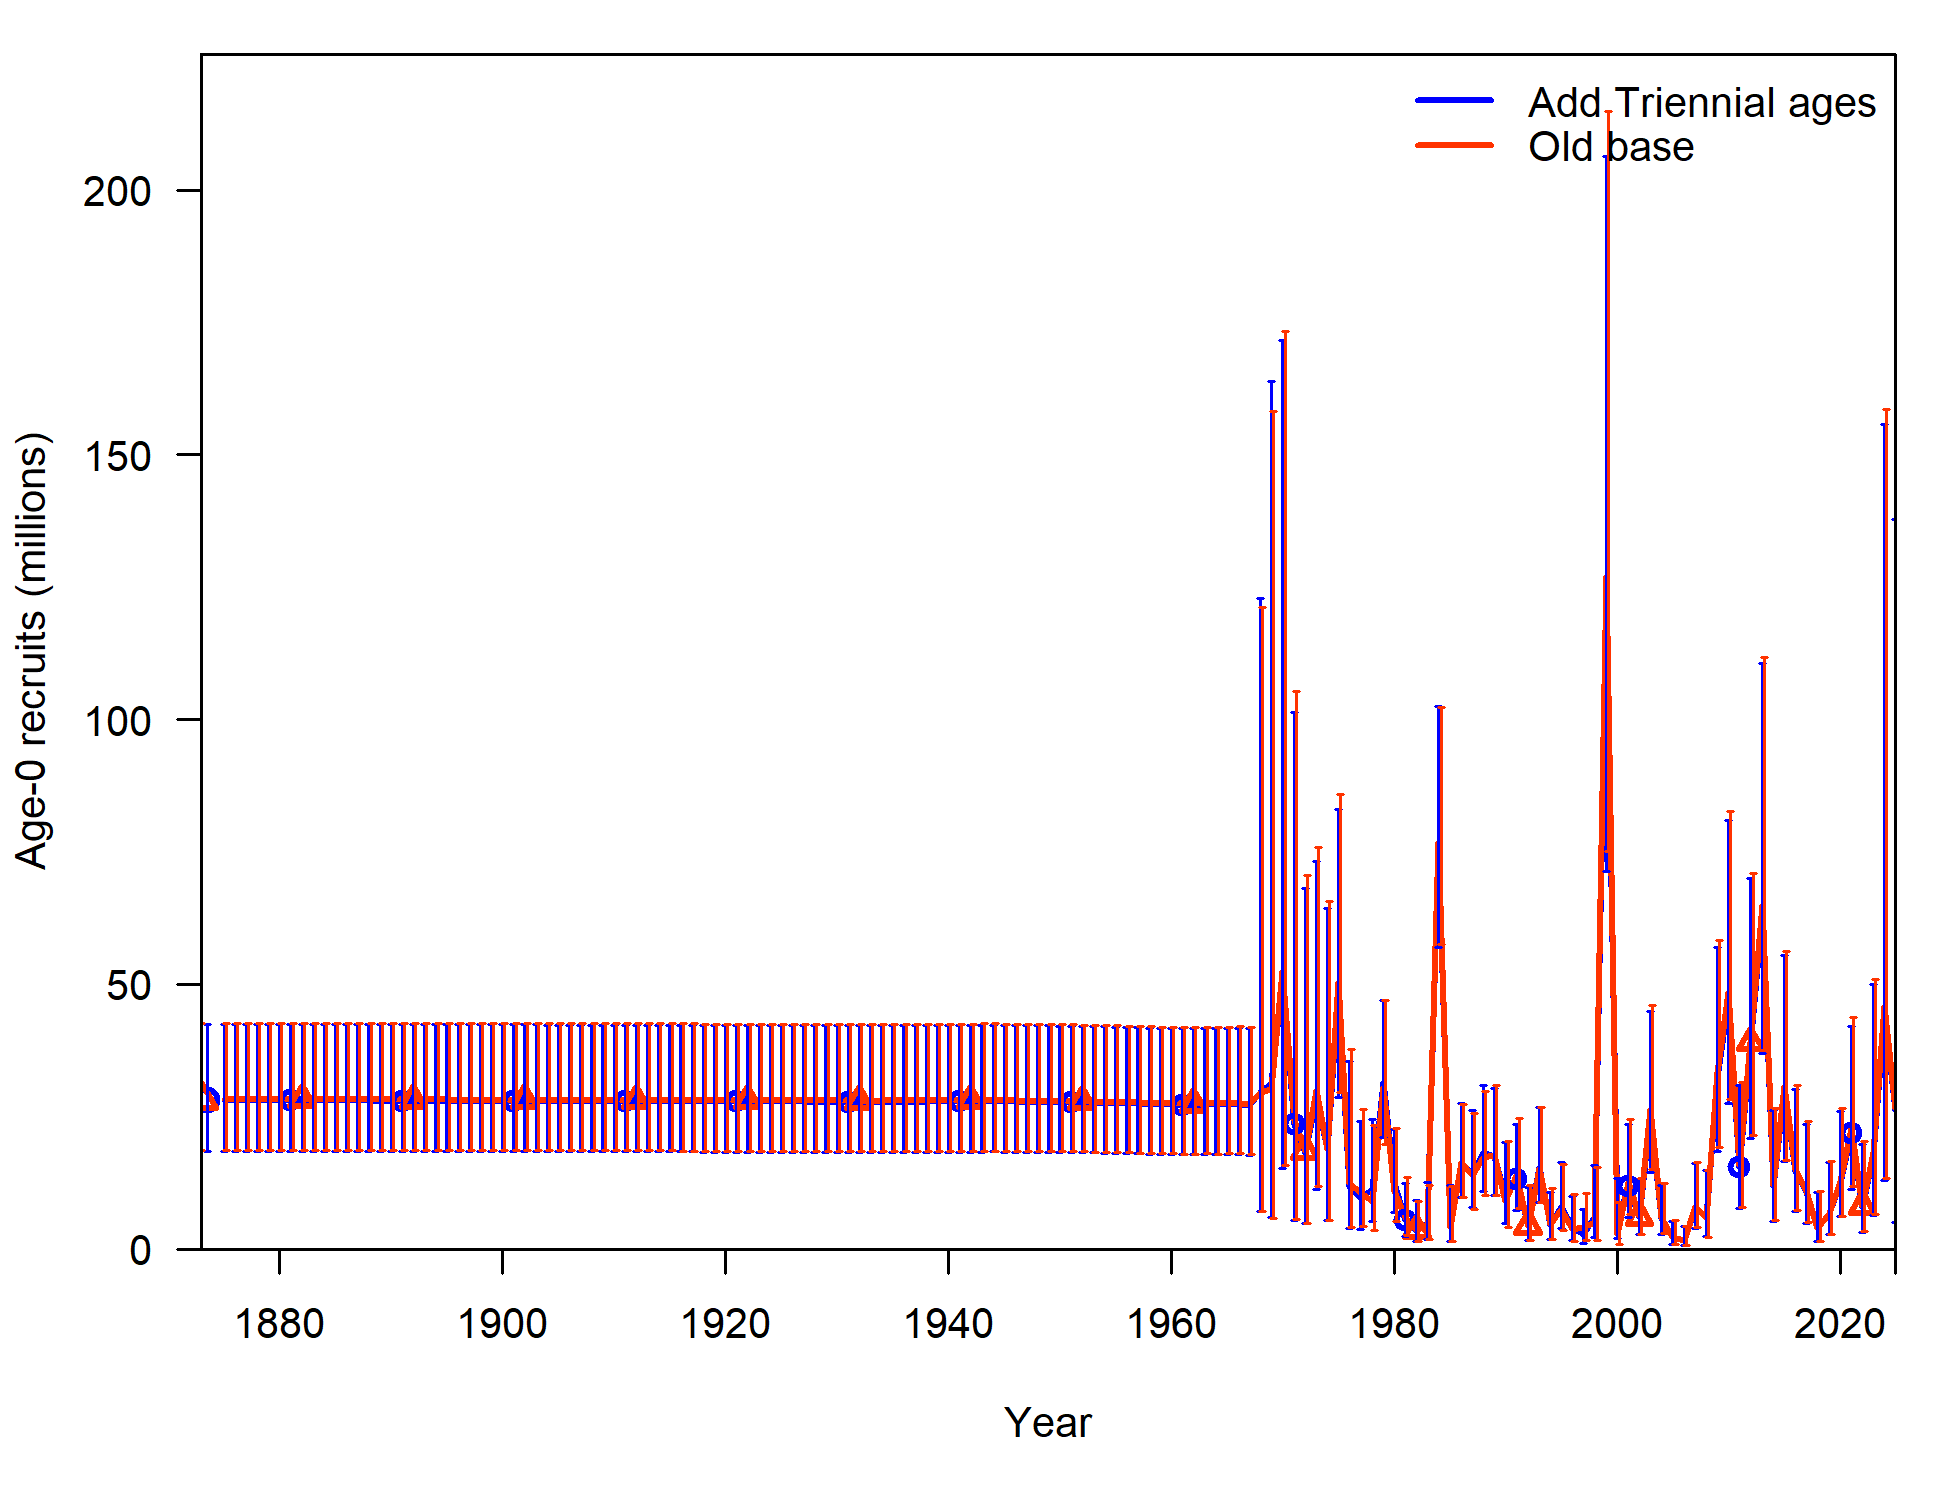 Add Triennial ages
Old base
200
150
100
50
0
Age-0 recruits (millions)
1880 1900 1920 1940 1960 1980 2000 2020
Year